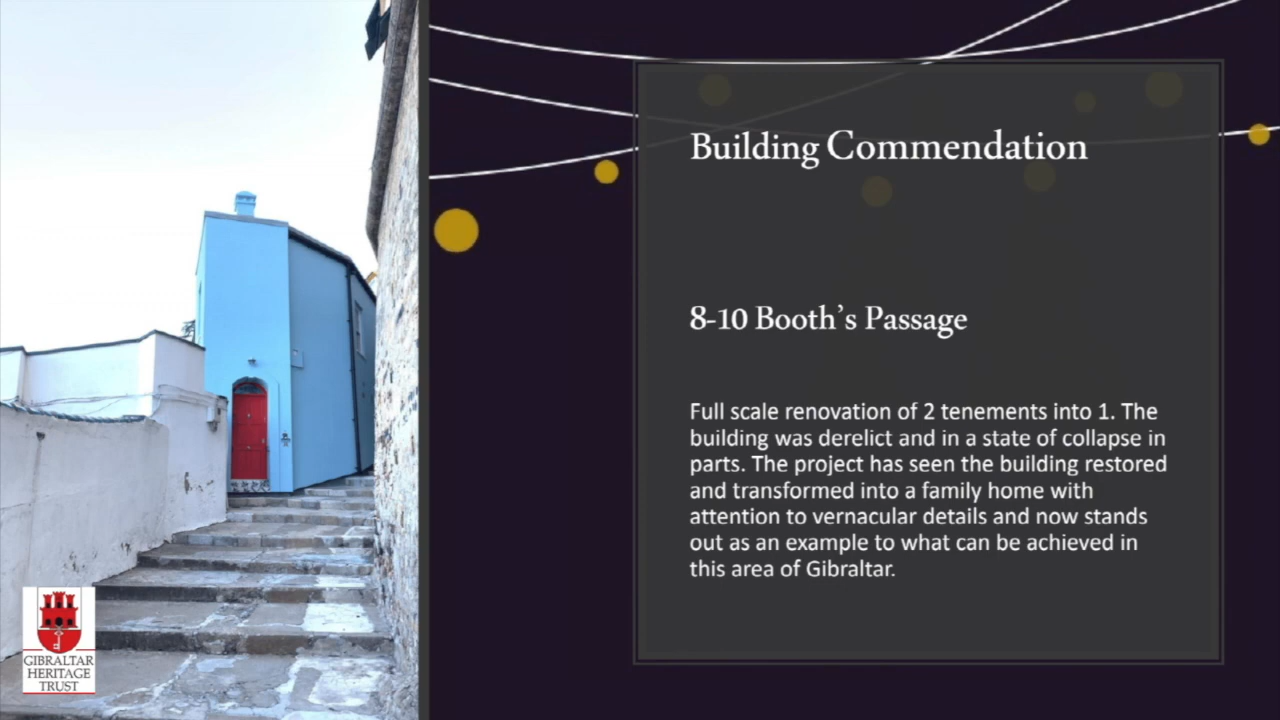 Building Commendation
8-10 Booth's Passage
Full scale renovation of 2 tenements into 1. The
building was derelict and in a state of collapse in
parts. The project has seen the building restored
and transformed into a family home with
attention to vernacular details and now stands
out as an example to what can be achieved in
this area of Gibraltar.
GIBRALTAR
HERITAGE
TRUST